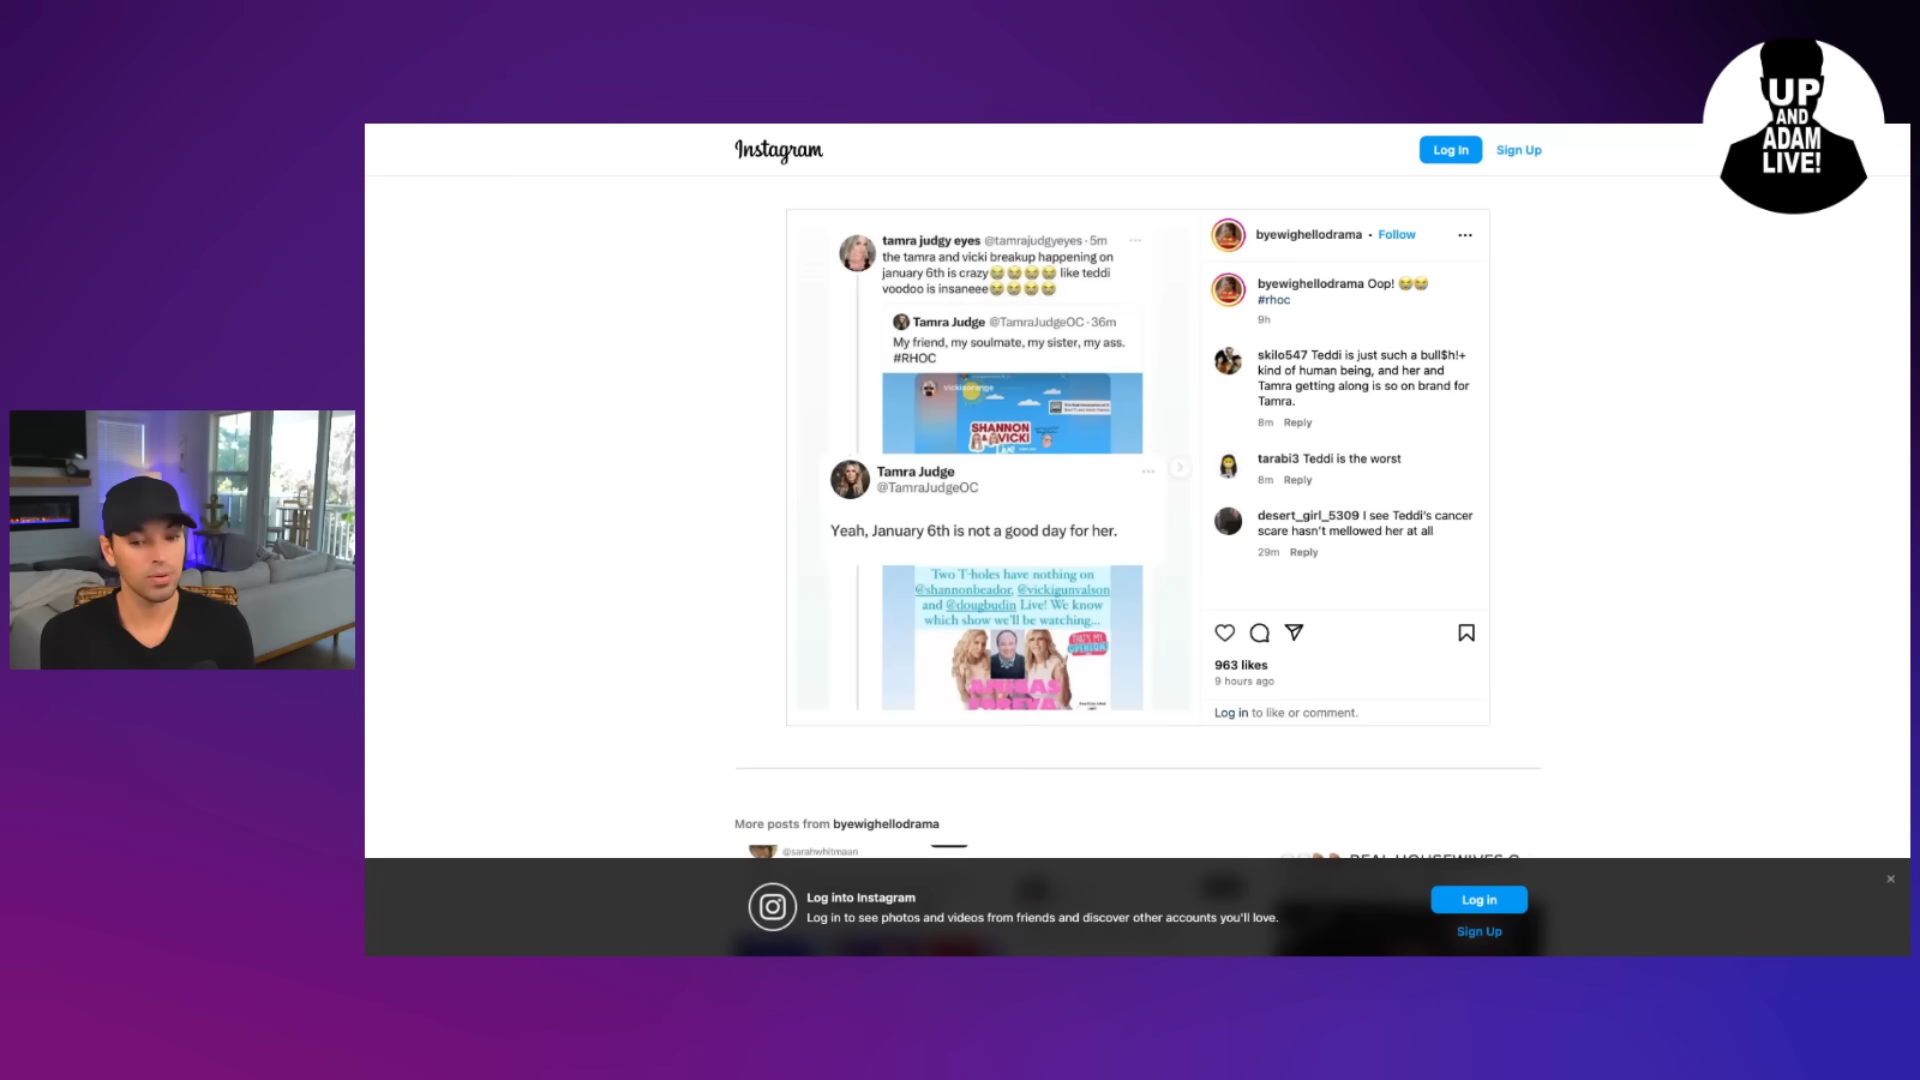 UP
AND
ADAM
LIVE!
Instagram
Log In
Sign Up
tamra judgy eyes @tamrajudgyeyes · 5m
the tamra and vicki breakup happening on
january 6th is crazy😭😭😭😭 like teddi
voodoo is insaneee😭😭😭😭
Tamra Judge @TamraJudgeOC · 36m
My friend, my soulmate, my sister, my ass.
#RHOC
SHANNON
& VICKI
LIVE
Tamra Judge
@TamraJudgeOC
Yeah, January 6th is not a good day for her.
Two T-holes have nothing on
@shannonbeador, @vickigunvalson
and @dougbudin Live! We know
which show we'll be watching...
THAT'S MY
OPINION!
AMIGAS
FOREVA
byewighellodrama • Follow
byewighellodrama Oop! 😭😭
#rhoc
9h
skilo547 Teddi is just such a bull$h!+
kind of human being, and her and
Tamra getting along is so on brand for
Tamra.
8m Reply
tarabi3 Teddi is the worst
8m Reply
desert_girl_5309 I see Teddi's cancer
scare hasn't mellowed her at all
29m Reply
963 likes
9 hours ago
Log in to like or comment.
More posts from byewighellodrama
@sarahwhitmaan
Log into Instagram
Log in to see photos and videos from friends and discover other accounts you'll love.
Log in
Sign Up